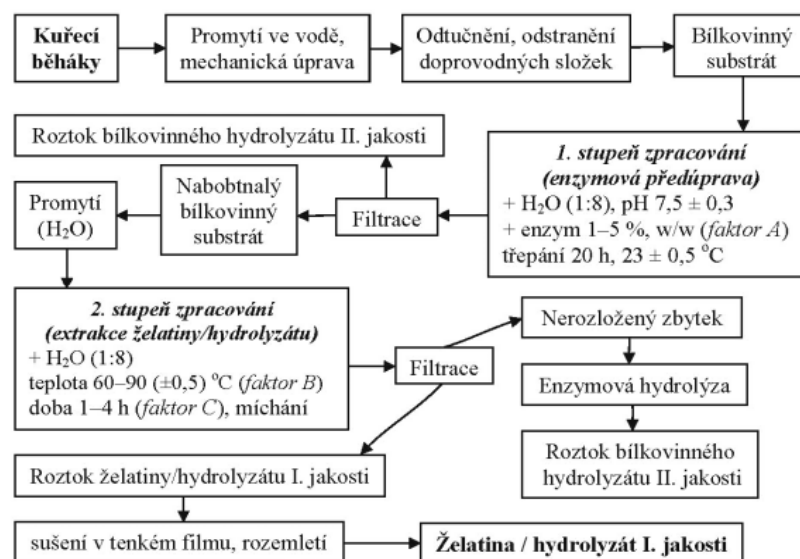 Kuřecí
běháky
Promytí ve vodě,
mechanická úprava
Odtučnění, odstranění
doprovodných složek
Bílkovinný
substrát
1. stupeň zpracování
(enzymová předúprava)
+ H₂O (1:8), pH 7,5 ± 0,3
+ enzym 1–5 %, w/w (faktor A)
třepání 20 h, 23 ± 0,5 °C
Filtrace
Roztok bílkovinného hydrolyzátu II. jakosti
Nabobtnalý
bílkovinný
substrát
Promytí
(H₂O)
2. stupeň zpracování
(extrakce želatiny/hydrolyzátu)
+ H₂O (1:8)
teplota 60–90 (±0,5) °C (faktor B)
doba 1–4 h (faktor C), míchání
Filtrace
Nerozložený zbytek
Enzymová hydrolýza
Roztok bílkovinného
hydrolyzátu II. jakosti
Roztok želatiny/hydrolyzátu I. jakosti
sušení v tenkém filmu, rozemletí
Želatina / hydrolyzát I. jakosti